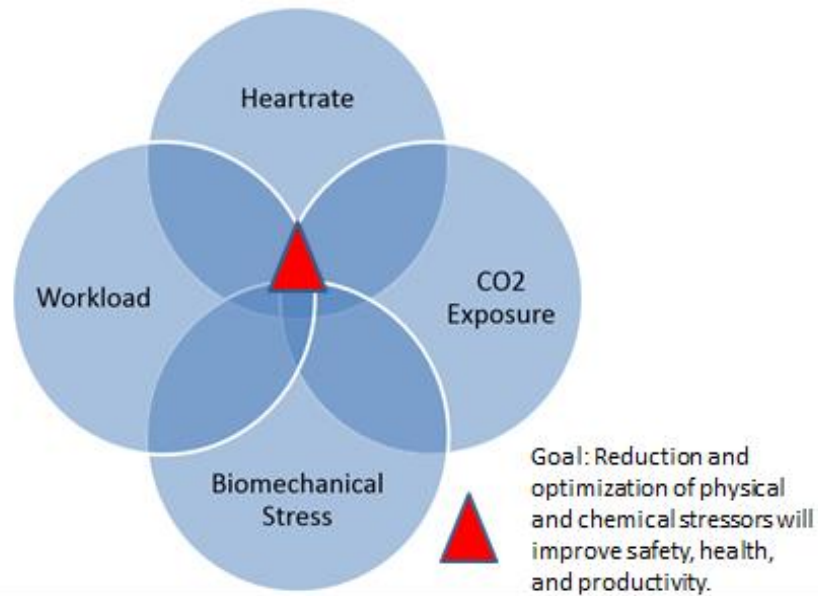 Heartrate
Workload
CO2
Exposure
Biomechanical
Stress
Goal: Reduction and
optimization of physical
and chemical stressors will
improve safety, health,
and productivity.